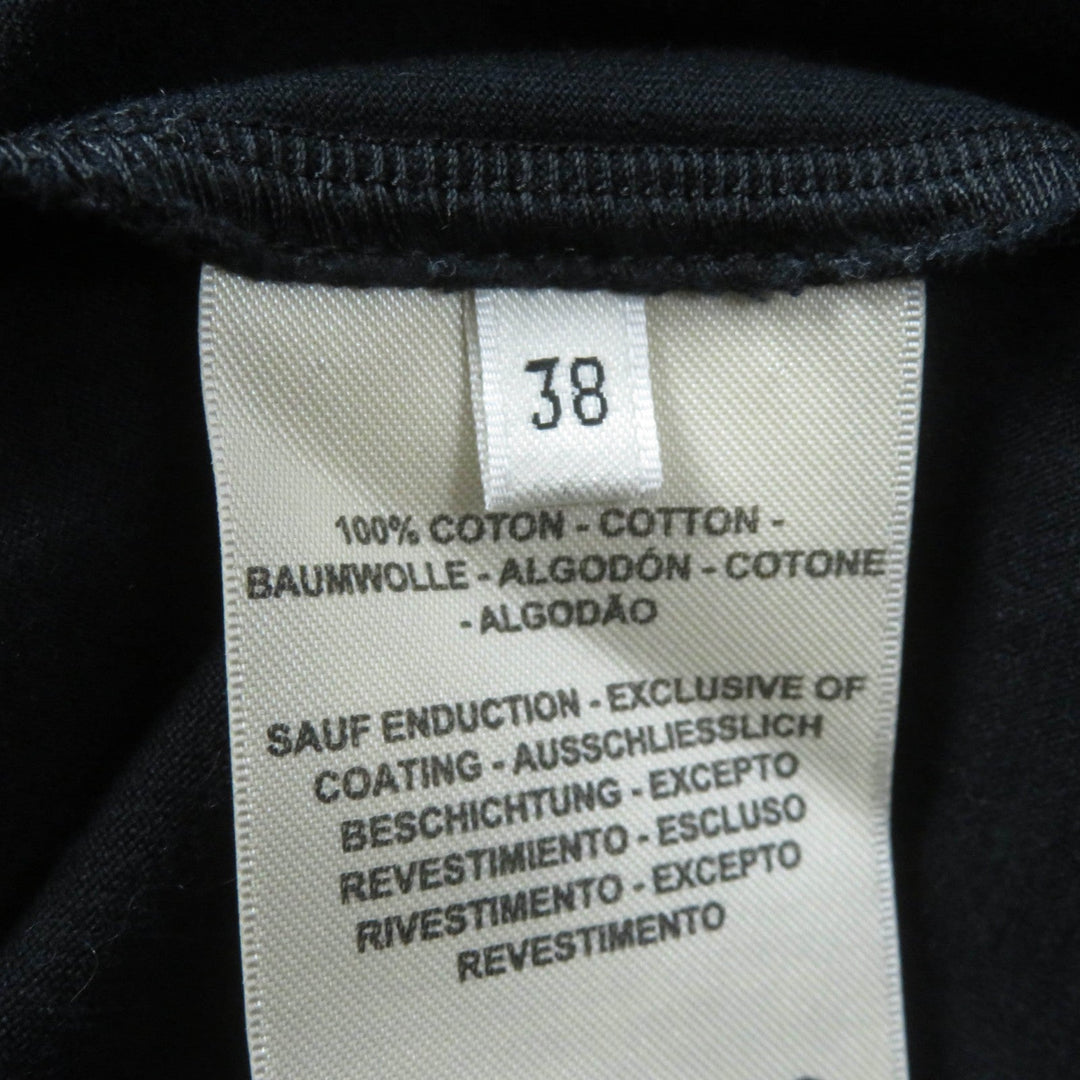 38
100% COTON - COTTON -
BAUMWOLLE - ALGODÓN - COTONE
- ALGODÃO
SAUF ENDUCTION - EXCLUSIVE OF
COATING - AUSSCHLIESSLICH
BESCHICHTUNG - EXCEPTO
REVESTIMIENTO - ESCLUSO
RIVESTIMENTO - EXCEPTO
REVESTIMENTO